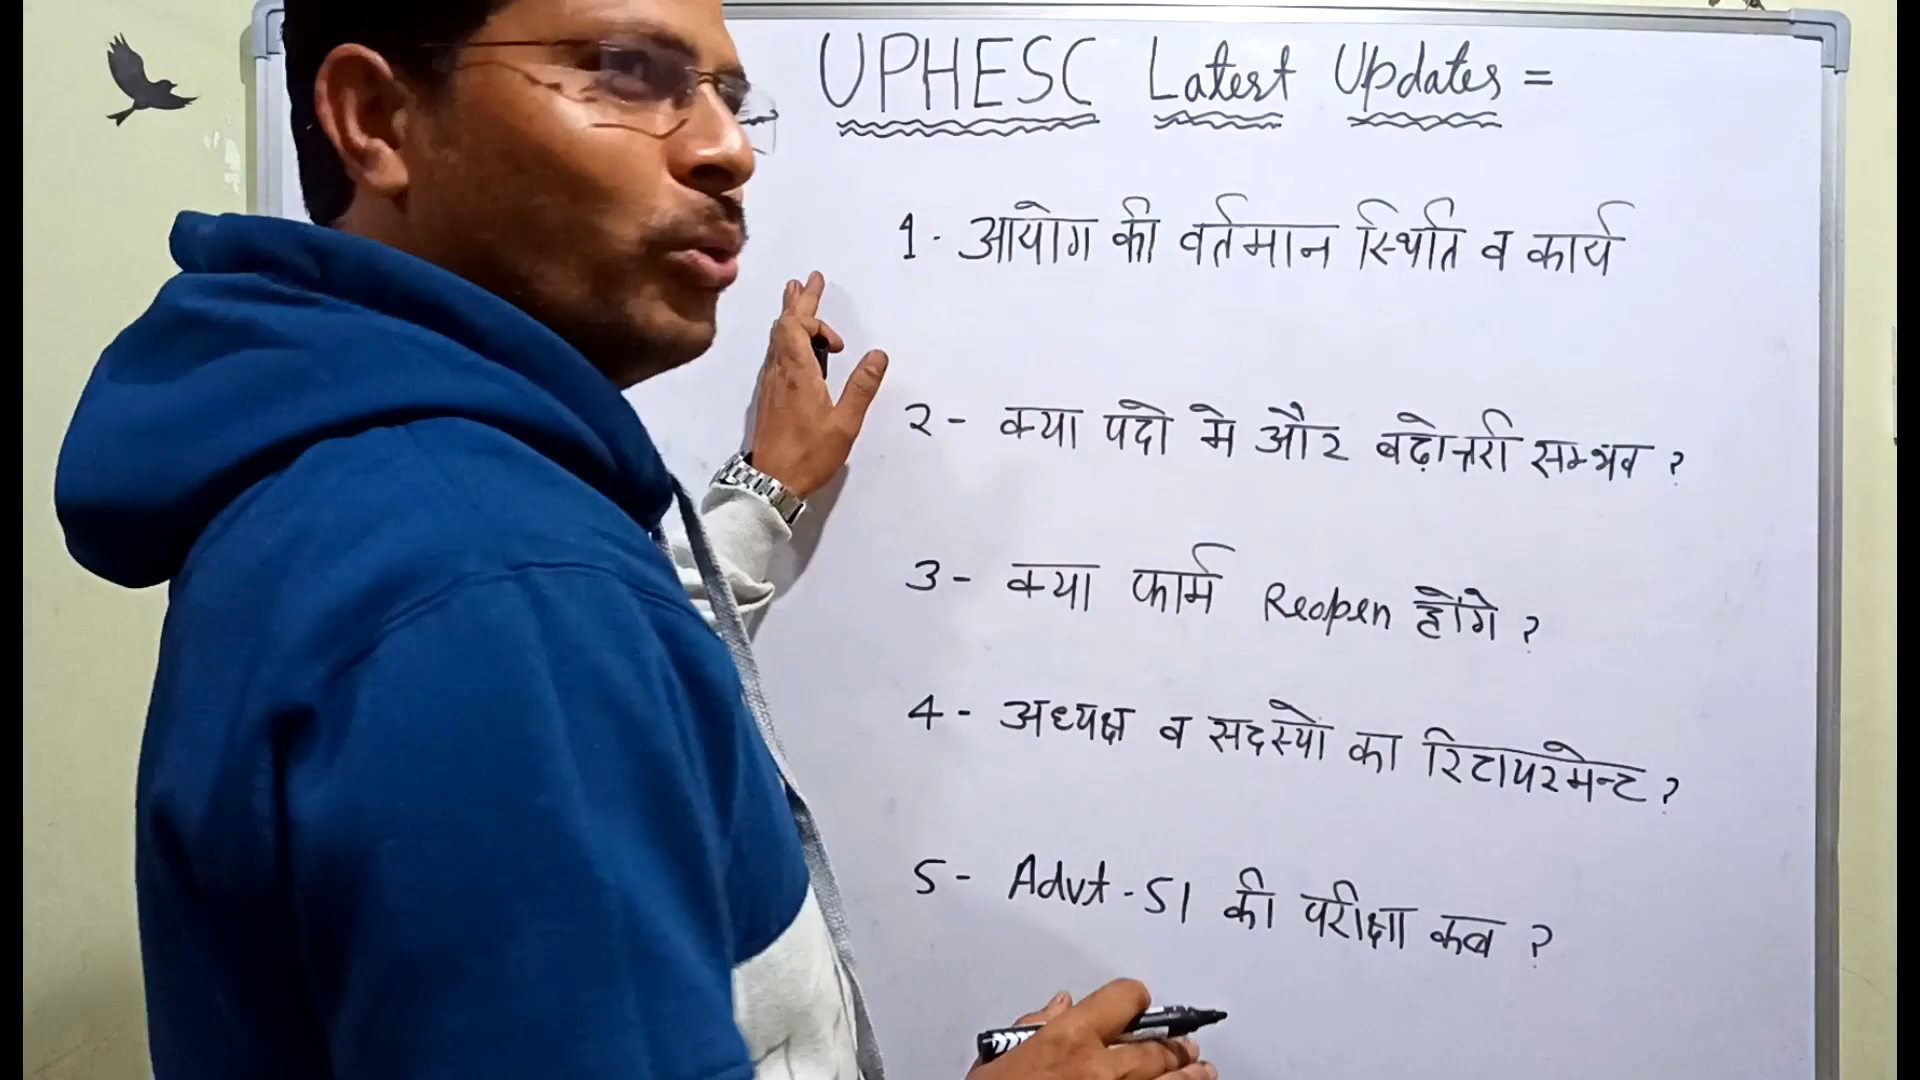 UPHESC Latest Updates =
1. आयोग की वर्तमान स्थिति व कार्य
2 - क्या पदो मे और बढ़ोत्तरी सम्भव ?
3 - क्या फार्म Reopen होंगे ?
4 - अध्यक्ष व सदस्यों का रिटायरमेन्ट ?
5 - Advt - 51 की परीक्षा कब ?